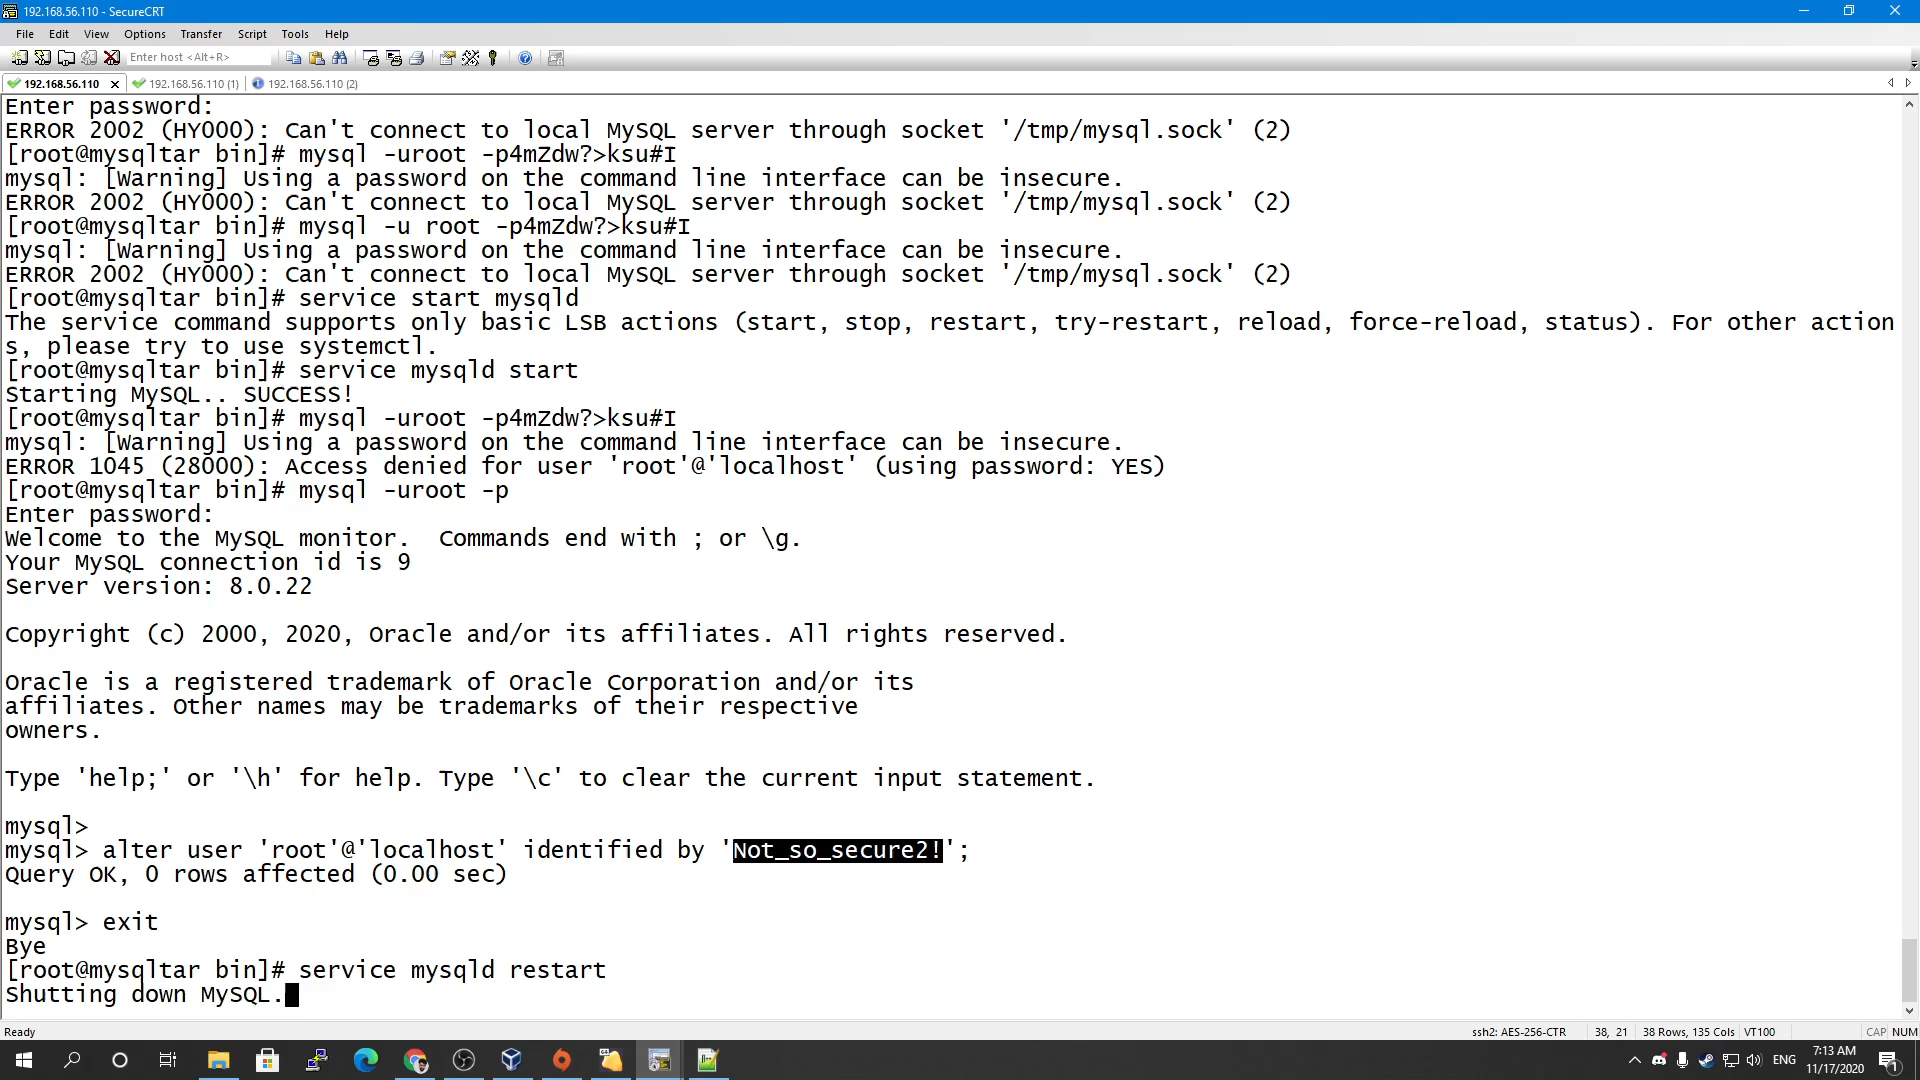 192.168.56.110 - SecureCRT
File Edit View Options Transfer Script Tools Help
Enter host <Alt+R>
192.168.56.110 192.168.56.110 (1) 192.168.56.110 (2)
Enter password:
ERROR 2002 (HY000): Can't connect to local MySQL server through socket '/tmp/mysql.sock' (2)
[root@mysqltar bin]# mysql -uroot -p4mZdw?>ksu#I
mysql: [Warning] Using a password on the command line interface can be insecure.
ERROR 2002 (HY000): Can't connect to local MySQL server through socket '/tmp/mysql.sock' (2)
[root@mysqltar bin]# mysql -u root -p4mZdw?>ksu#I
mysql: [Warning] Using a password on the command line interface can be insecure.
ERROR 2002 (HY000): Can't connect to local MySQL server through socket '/tmp/mysql.sock' (2)
[root@mysqltar bin]# service start mysqld
The service command supports only basic LSB actions (start, stop, restart, try-restart, reload, force-reload, status). For other action
s, please try to use systemctl.
[root@mysqltar bin]# service mysqld start
Starting MySQL.. SUCCESS!
[root@mysqltar bin]# mysql -uroot -p4mZdw?>ksu#I
mysql: [Warning] Using a password on the command line interface can be insecure.
ERROR 1045 (28000): Access denied for user 'root'@'localhost' (using password: YES)
[root@mysqltar bin]# mysql -uroot -p
Enter password:
Welcome to the MySQL monitor.  Commands end with ; or \g.
Your MySQL connection id is 9
Server version: 8.0.22
Copyright (c) 2000, 2020, Oracle and/or its affiliates. All rights reserved.
Oracle is a registered trademark of Oracle Corporation and/or its
affiliates. Other names may be trademarks of their respective
owners.
Type 'help;' or '\h' for help. Type '\c' to clear the current input statement.
mysql>
mysql> alter user 'root'@'localhost' identified by 'Not_so_secure2!';
Query OK, 0 rows affected (0.00 sec)
mysql> exit
Bye
[root@mysqltar bin]# service mysqld restart
Shutting down MySQL.
Ready ssh2: AES-256-CTR 38, 21 38 Rows, 135 Cols VT100 CAP NUM
ENG 7:13 AM
11/17/2020 1